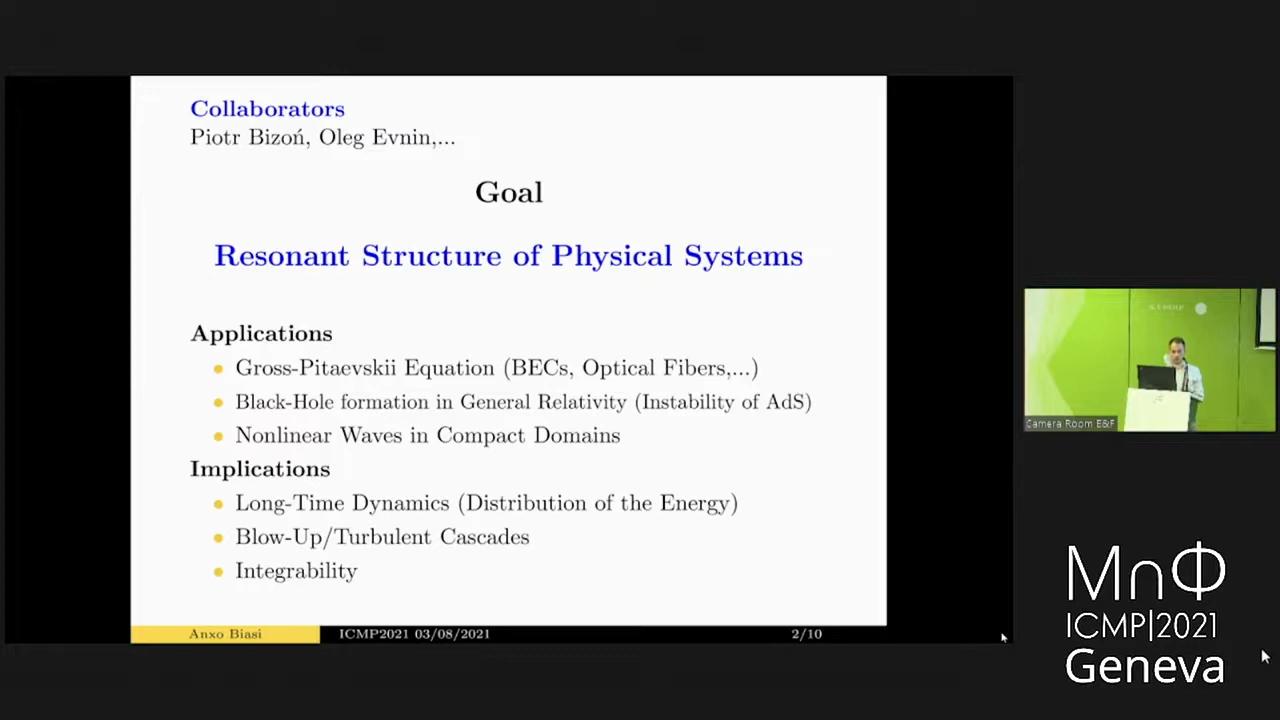 Collaborators
Piotr Bizoń, Oleg Evnin,...
Goal
Resonant Structure of Physical Systems
Applications
• Gross-Pitaevskii Equation (BECs, Optical Fibers,...)
• Black-Hole formation in General Relativity (Instability of AdS)
• Nonlinear Waves in Compact Domains
Implications
• Long-Time Dynamics (Distribution of the Energy)
• Blow-Up/Turbulent Cascades
• Integrability
Anxo Biasi ICMP2021 03/08/2021 2/10
Camera Room E&F
M∩Φ
ICMP|2021
Geneva